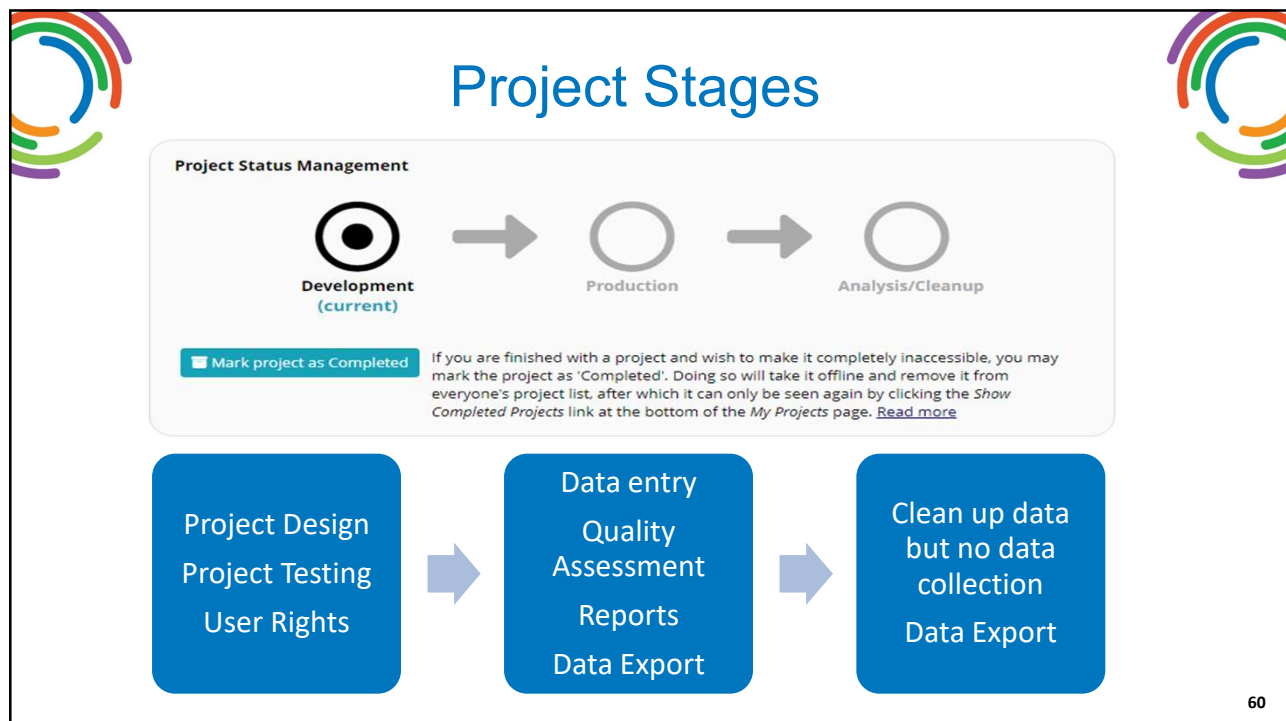 Project Stages
Project Status Management
Development
(current)
Production
Analysis/Cleanup
Mark project as Completed
If you are finished with a project and wish to make it completely inaccessible, you may
mark the project as 'Completed'. Doing so will take it offline and remove it from
everyone's project list, after which it can only be seen again by clicking the Show
Completed Projects link at the bottom of the My Projects page. Read more
Project Design
Project Testing
User Rights
Data entry
Quality
Assessment
Reports
Data Export
Clean up data
but no data
collection
Data Export
60